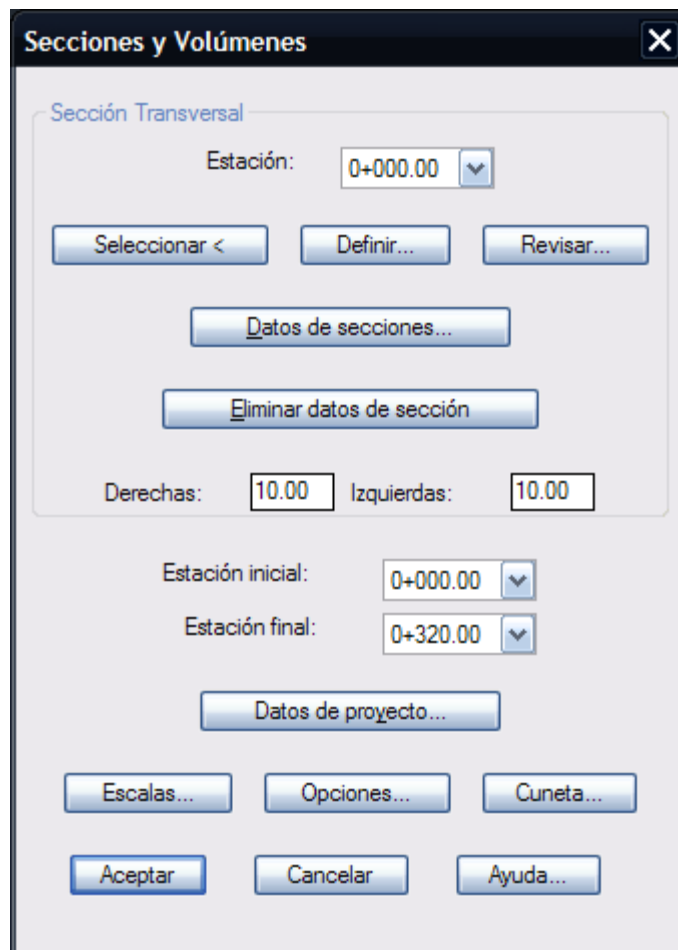 Secciones y Volúmenes
Sección Transversal
Estación: 0+000.00
Seleccionar < Definir... Revisar...
Datos de secciones...
Eliminar datos de sección
Derechas: 10.00 Izquierdas: 10.00
Estación inicial: 0+000.00
Estación final: 0+320.00
Datos de proyecto...
Escalas... Opciones... Cuneta...
Aceptar Cancelar Ayuda...